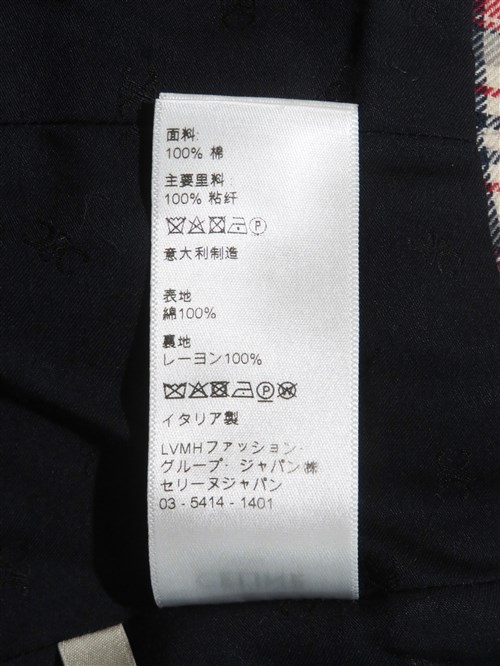 面料:
100% 棉
主要里料:
100% 粘纤
意大利制造
表地
綿100%
裏地
レーヨン100%
イタリア製
LVMHファッション・
グループ・ジャパン㈱
セリーヌジャパン
03 - 5414 - 1401